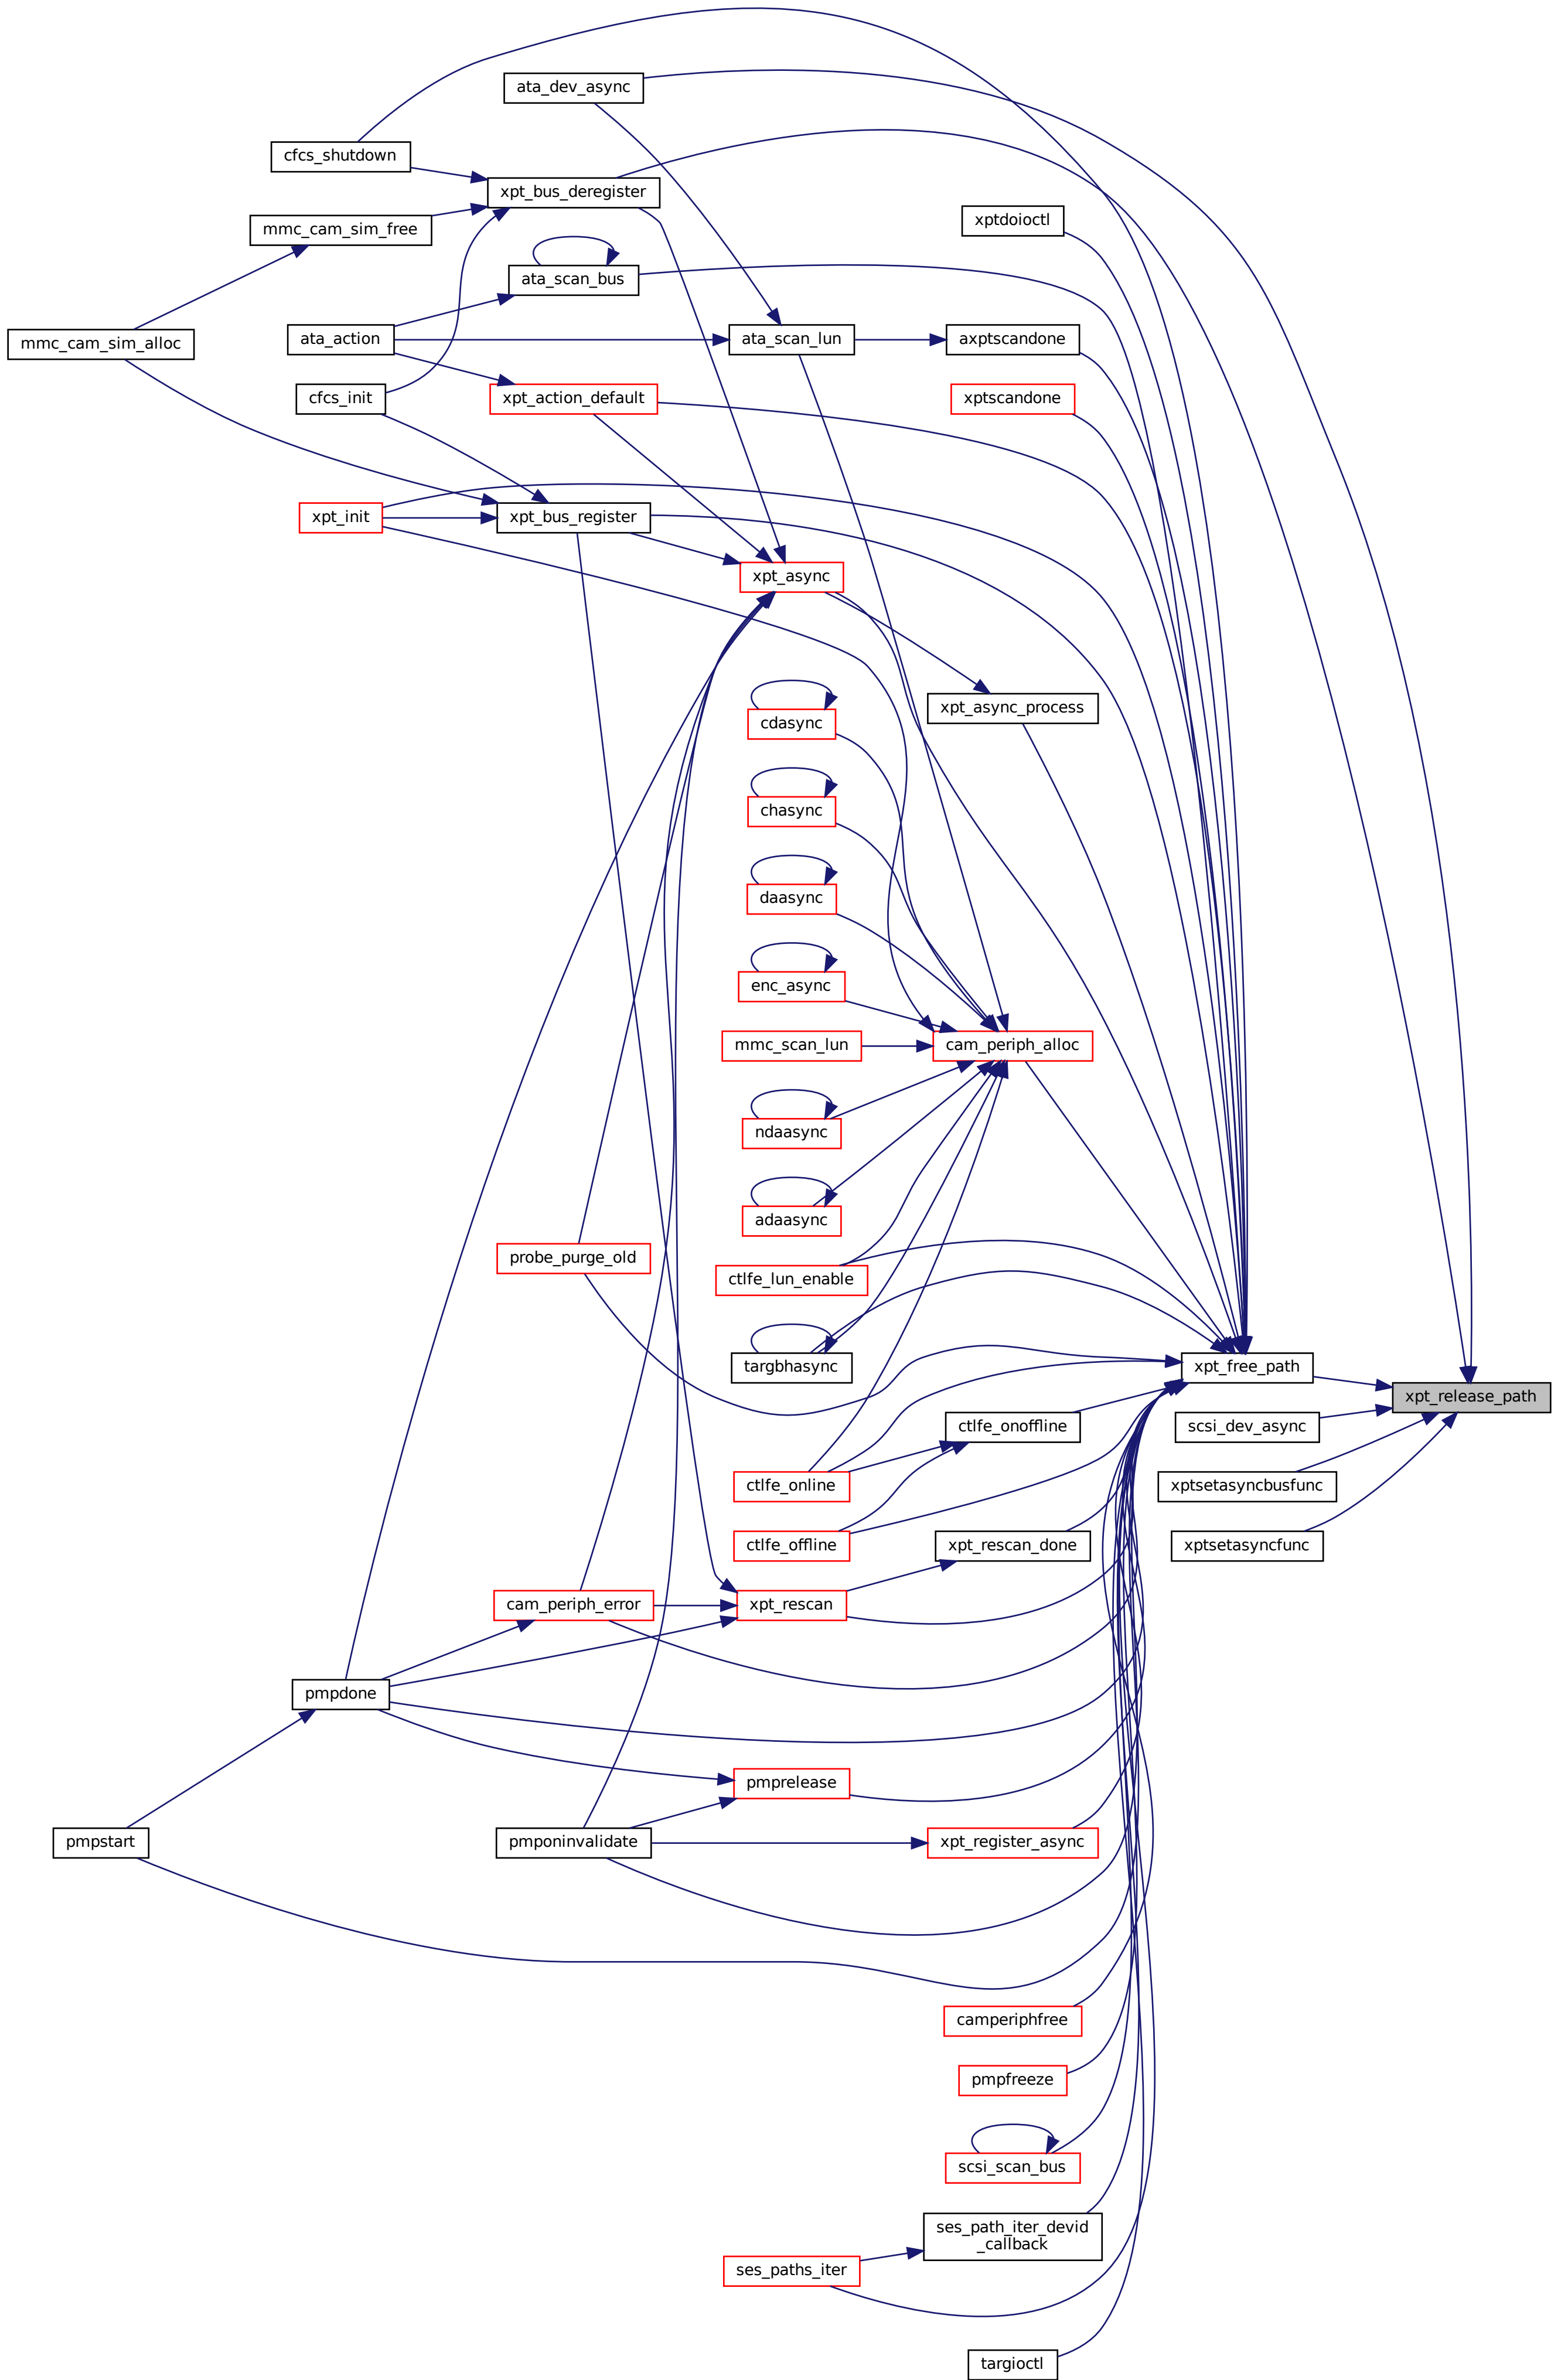 ata_dev_async
cfcs_shutdown
xpt_bus_deregister
xptdoioctl
mmc_cam_sim_free
ata_scan_bus
mmc_cam_sim_alloc
ata_action
ata_scan_lun
axptscandone
cfcs_init
xpt_action_default
xptscandone
xpt_init
xpt_bus_register
xpt_async
cdasync
xpt_async_process
chasync
daasync
enc_async
mmc_scan_lun
cam_periph_alloc
ndaasync
adaasync
probe_purge_old
ctlfe_lun_enable
targbhasync
xpt_free_path
xpt_release_path
ctlfe_onoffline
scsi_dev_async
ctlfe_online
xptsetasyncbusfunc
ctlfe_offline
xpt_rescan_done
xptsetasyncfunc
cam_periph_error
xpt_rescan
pmpdone
pmprelease
pmpstart
pmponinvalidate
xpt_register_async
camperiphfree
pmpfreeze
scsi_scan_bus
ses_path_iter_devid
_callback
ses_paths_iter
targioctl